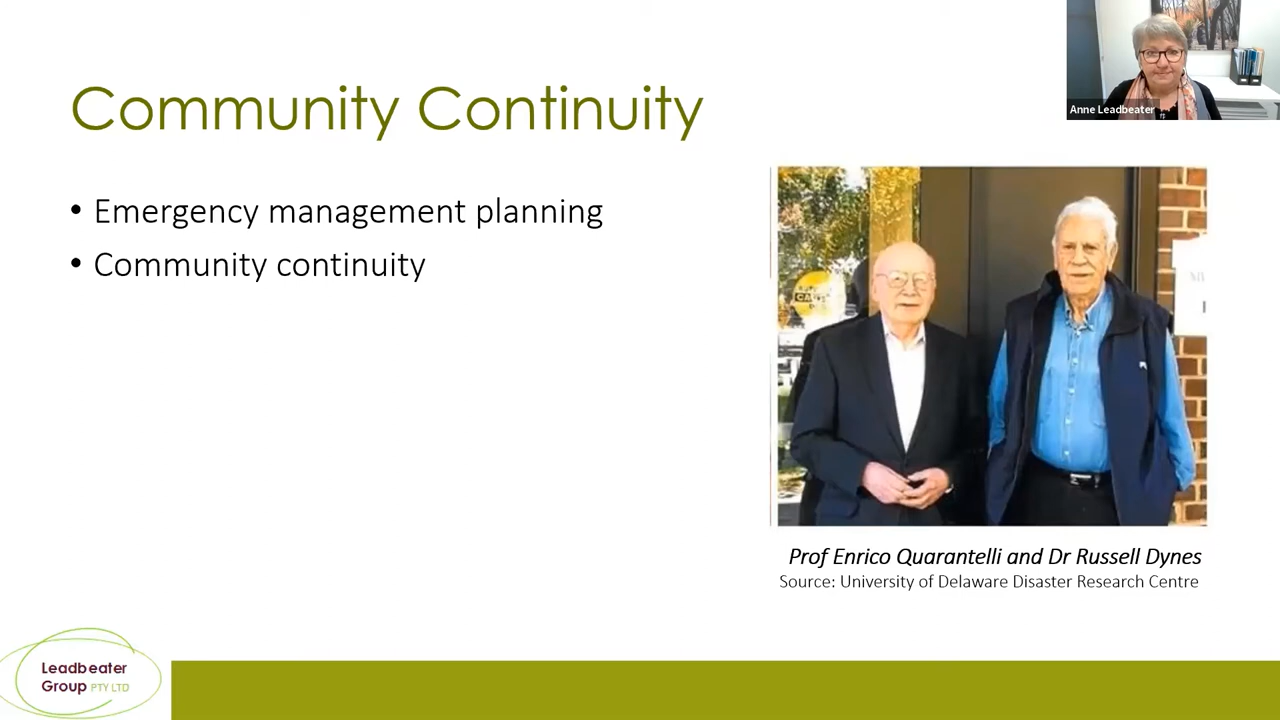 Community Continuity
Anne Leadbeater
• Emergency management planning
• Community continuity
Prof Enrico Quarantelli and Dr Russell Dynes
Source: University of Delaware Disaster Research Centre
Leadbeater
Group PTY LTD